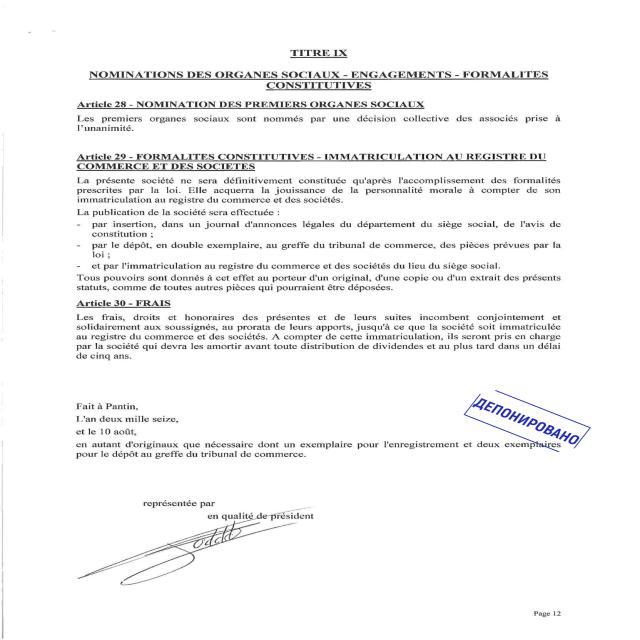 TITRE IX
NOMINATIONS DES ORGANES SOCIAUX - ENGAGEMENTS - FORMALITES
CONSTITUTIVES
Article 28 - NOMINATION DES PREMIERS ORGANES SOCIAUX
Les premiers organes sociaux sont nommés par une décision collective des associés prise à
l'unanimité.
Article 29 - FORMALITES CONSTITUTIVES - IMMATRICULATION AU REGISTRE DU
COMMERCE ET DES SOCIETES
La présente société ne sera définitivement constituée qu'après l'accomplissement des formalités
prescrites par la loi. Elle acquerra la jouissance de la personnalité morale à compter de son
immatriculation au registre du commerce et des sociétés.
La publication de la société sera effectuée :
- par insertion, dans un journal d'annonces légales du département du siège social, de l'avis de
constitution ;
- par le dépôt, en double exemplaire, au greffe du tribunal de commerce, des pièces prévues par la
loi ;
- et par l'immatriculation au registre du commerce et des sociétés du lieu du siège social.
Tous pouvoirs sont donnés à cet effet au porteur d'un original, d'une copie ou d'un extrait des présents
statuts, comme de toutes autres pièces qui pourraient être déposées.
Article 30 - FRAIS
Les frais, droits et honoraires des présentes et de leurs suites incombent conjointement et
solidairement aux soussignés, au prorata de leurs apports, jusqu'à ce que la société soit immatriculée
au registre du commerce et des sociétés. A compter de cette immatriculation, ils seront pris en charge
par la société qui devra les amortir avant toute distribution de dividendes et au plus tard dans un délai
de cinq ans.
Fait à Pantin,
L'an deux mille seize,
et le 10 août,
ДЕПОНИРОВАНО
en autant d'originaux que nécessaire dont un exemplaire pour l'enregistrement et deux exemplaires
pour le dépôt au greffe du tribunal de commerce.
représentée par
en qualité de président
Page 12